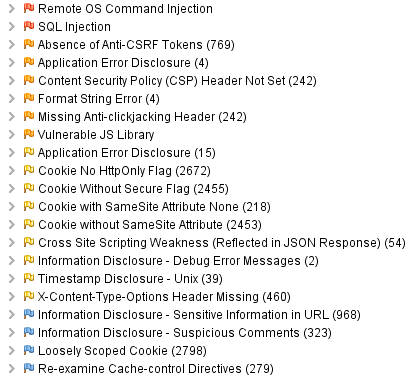 Remote OS Command Injection
SQL Injection
Absence of Anti-CSRF Tokens (769)
Application Error Disclosure (4)
Content Security Policy (CSP) Header Not Set (242)
Format String Error (4)
Missing Anti-clickjacking Header (242)
Vulnerable JS Library
Application Error Disclosure (15)
Cookie No HttpOnly Flag (2672)
Cookie Without Secure Flag (2455)
Cookie with SameSite Attribute None (218)
Cookie without SameSite Attribute (2453)
Cross Site Scripting Weakness (Reflected in JSON Response) (54)
Information Disclosure - Debug Error Messages (2)
Timestamp Disclosure - Unix (39)
X-Content-Type-Options Header Missing (460)
Information Disclosure - Sensitive Information in URL (968)
Information Disclosure - Suspicious Comments (323)
Loosely Scoped Cookie (2798)
Re-examine Cache-control Directives (279)